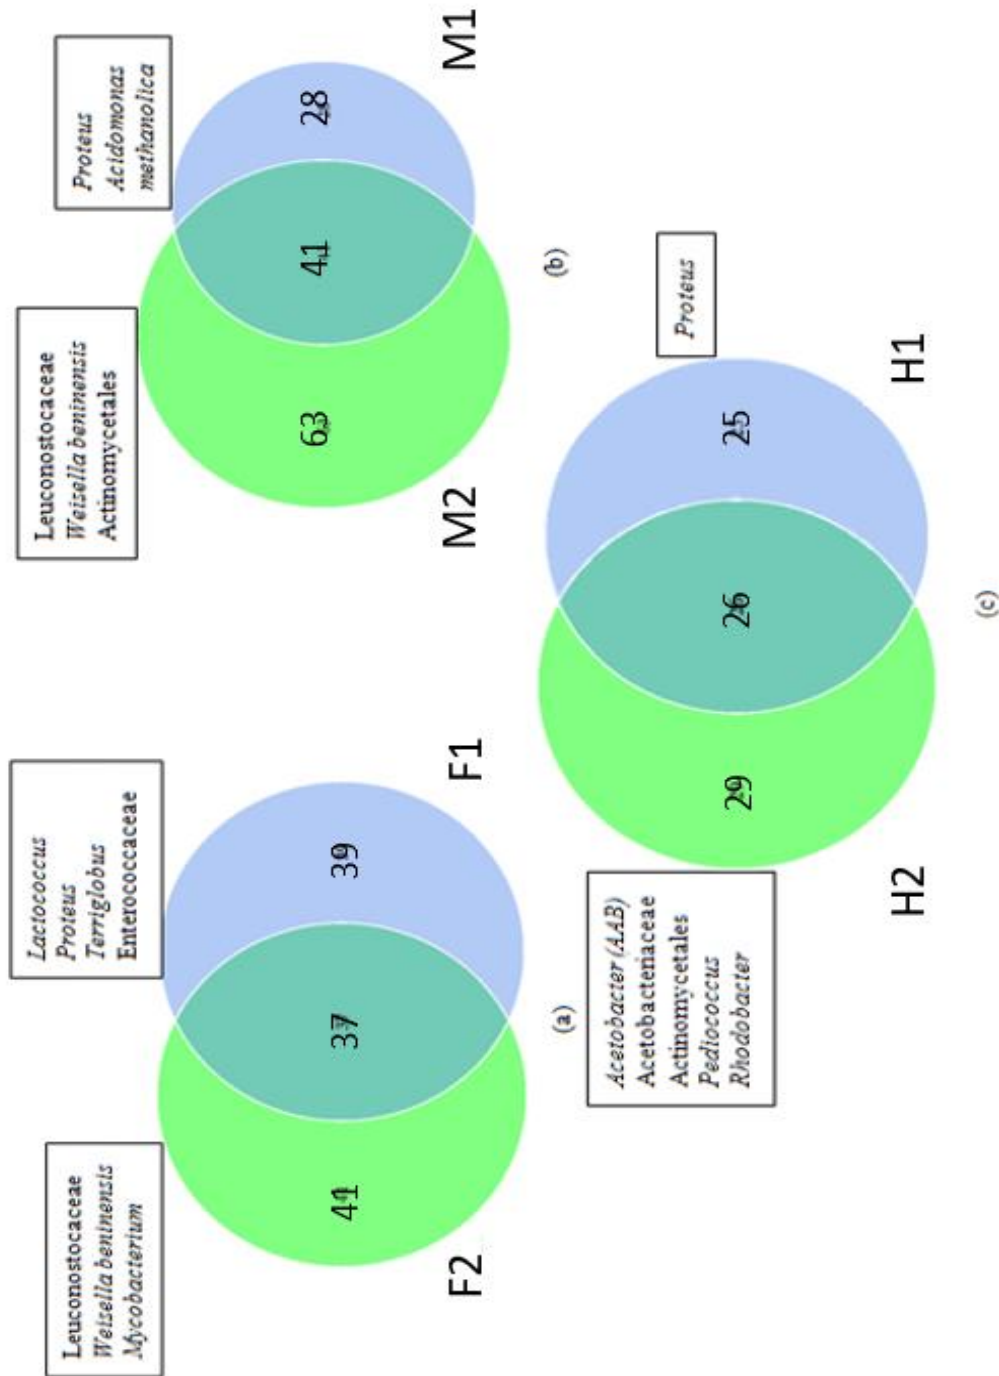 Leuconostocaceae
Weisella beninensis
Mycobacterium
Lactococcus
Proteus
Terriglobus
Enterococcaceae
41
37
39
F2
F1
(a)
Leuconostocaceae
Weisella beninensis
Actinomycetales
Proteus
Acidomonas
methanolica
63
41
28
M2
M1
(b)
Acetobacter (AAB)
Acetobacteriaceae
Actinomycetales
Pediococcus
Rhodobacter
Proteus
29
26
25
H2
H1
(c)